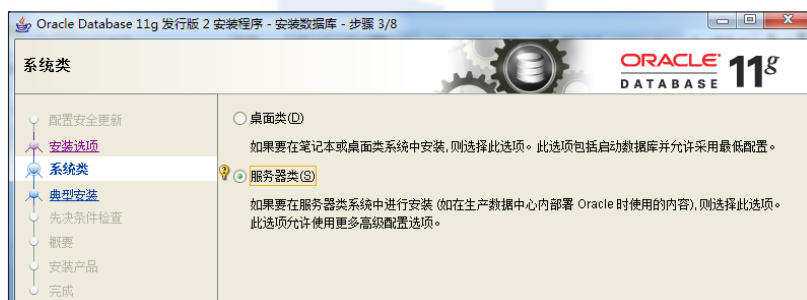 Oracle Database 11g 发行版 2 安装程序 - 安装数据库 - 步骤 3/8
系统类
ORACLE 11g
DATABASE
配置安全更新
安装选项
系统类
典型安装
先决条件检查
概要
安装产品
完成
桌面类(D)
如果要在笔记本或桌面类系统中安装,则选择此选项。此选项包括启动数据库并允许采用最低配置。
服务器类(S)
如果要在服务器类系统中进行安装 (如在生产数据中心内部署 Oracle 时使用的内容),则选择此选项。
此选项允许使用更多高级配置选项。